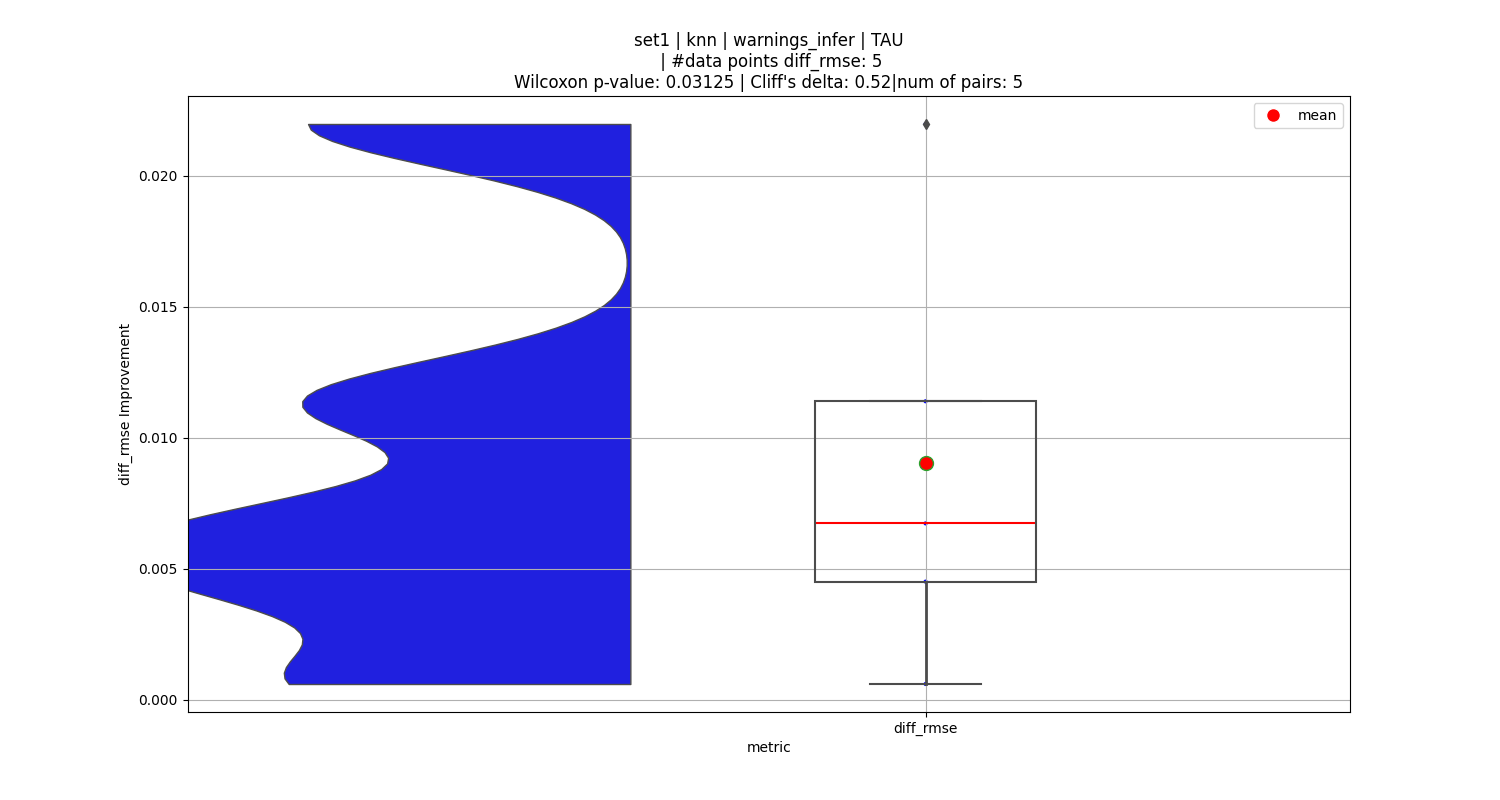 set1 | knn | warnings_infer | TAU
| #data points diff_rmse: 5
Wilcoxon p-value: 0.03125 | Cliff's delta: 0.52|num of pairs: 5
mean
0.020
0.015
0.010
0.005
0.000
diff_rmse Improvement
diff_rmse
metric